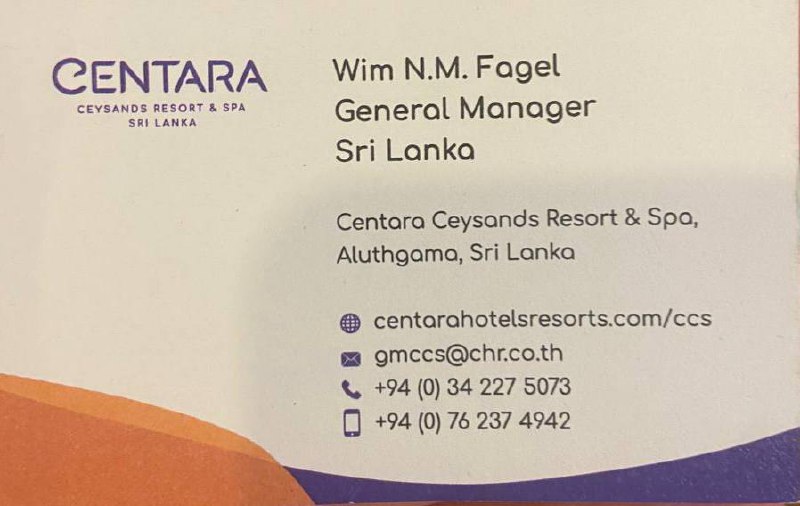 CENTARA
CEYSANDS RESORT & SPA
SRI LANKA
Wim N.M. Fagel
General Manager
Sri Lanka
Centara Ceysands Resort & Spa,
Aluthgama, Sri Lanka
centarahotelsresorts.com/ccs
gmccs@chr.co.th
+94 (0) 34 227 5073
+94 (0) 76 237 4942